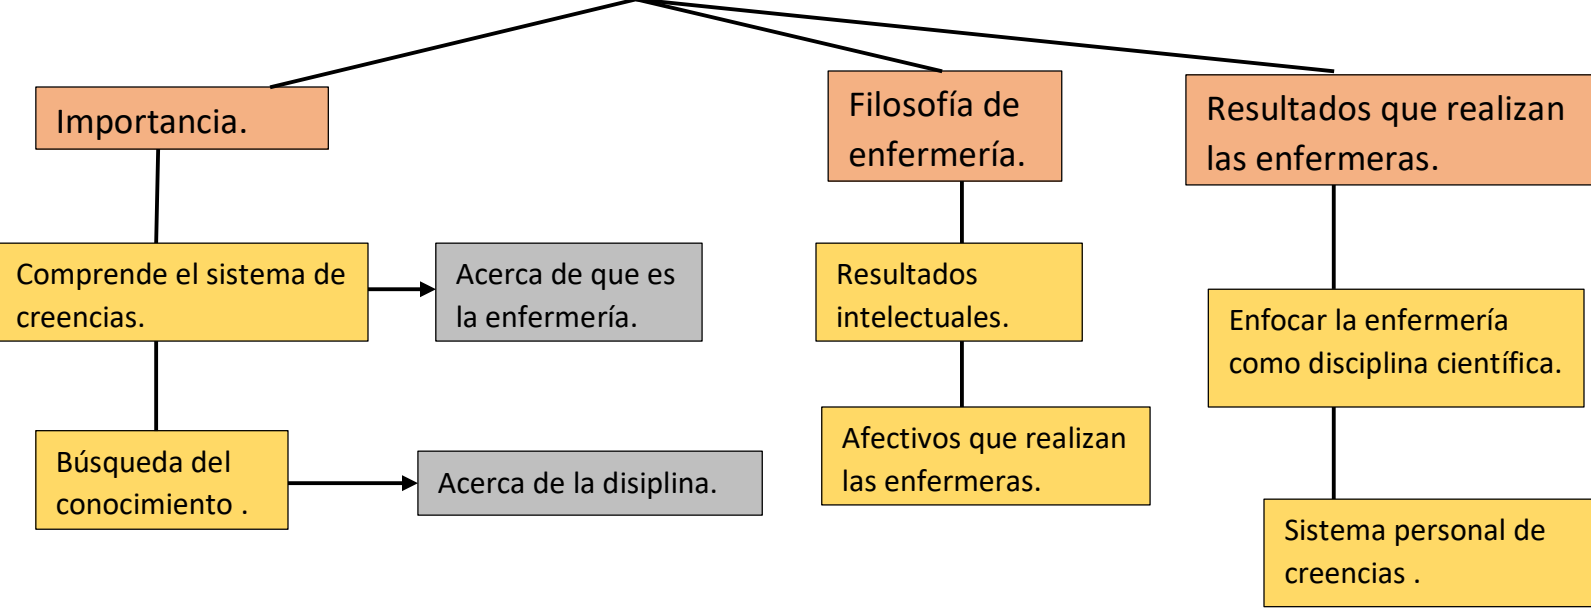 Importancia.
Filosofía de
enfermería.
Resultados que realizan
las enfermeras.
Comprende el sistema de
creencias.
Acerca de que es
la enfermería.
Resultados
intelectuales.
Enfocar la enfermería
como disciplina científica.
Búsqueda del
conocimiento .
Acerca de la disiplina.
Afectivos que realizan
las enfermeras.
Sistema personal de
creencias .